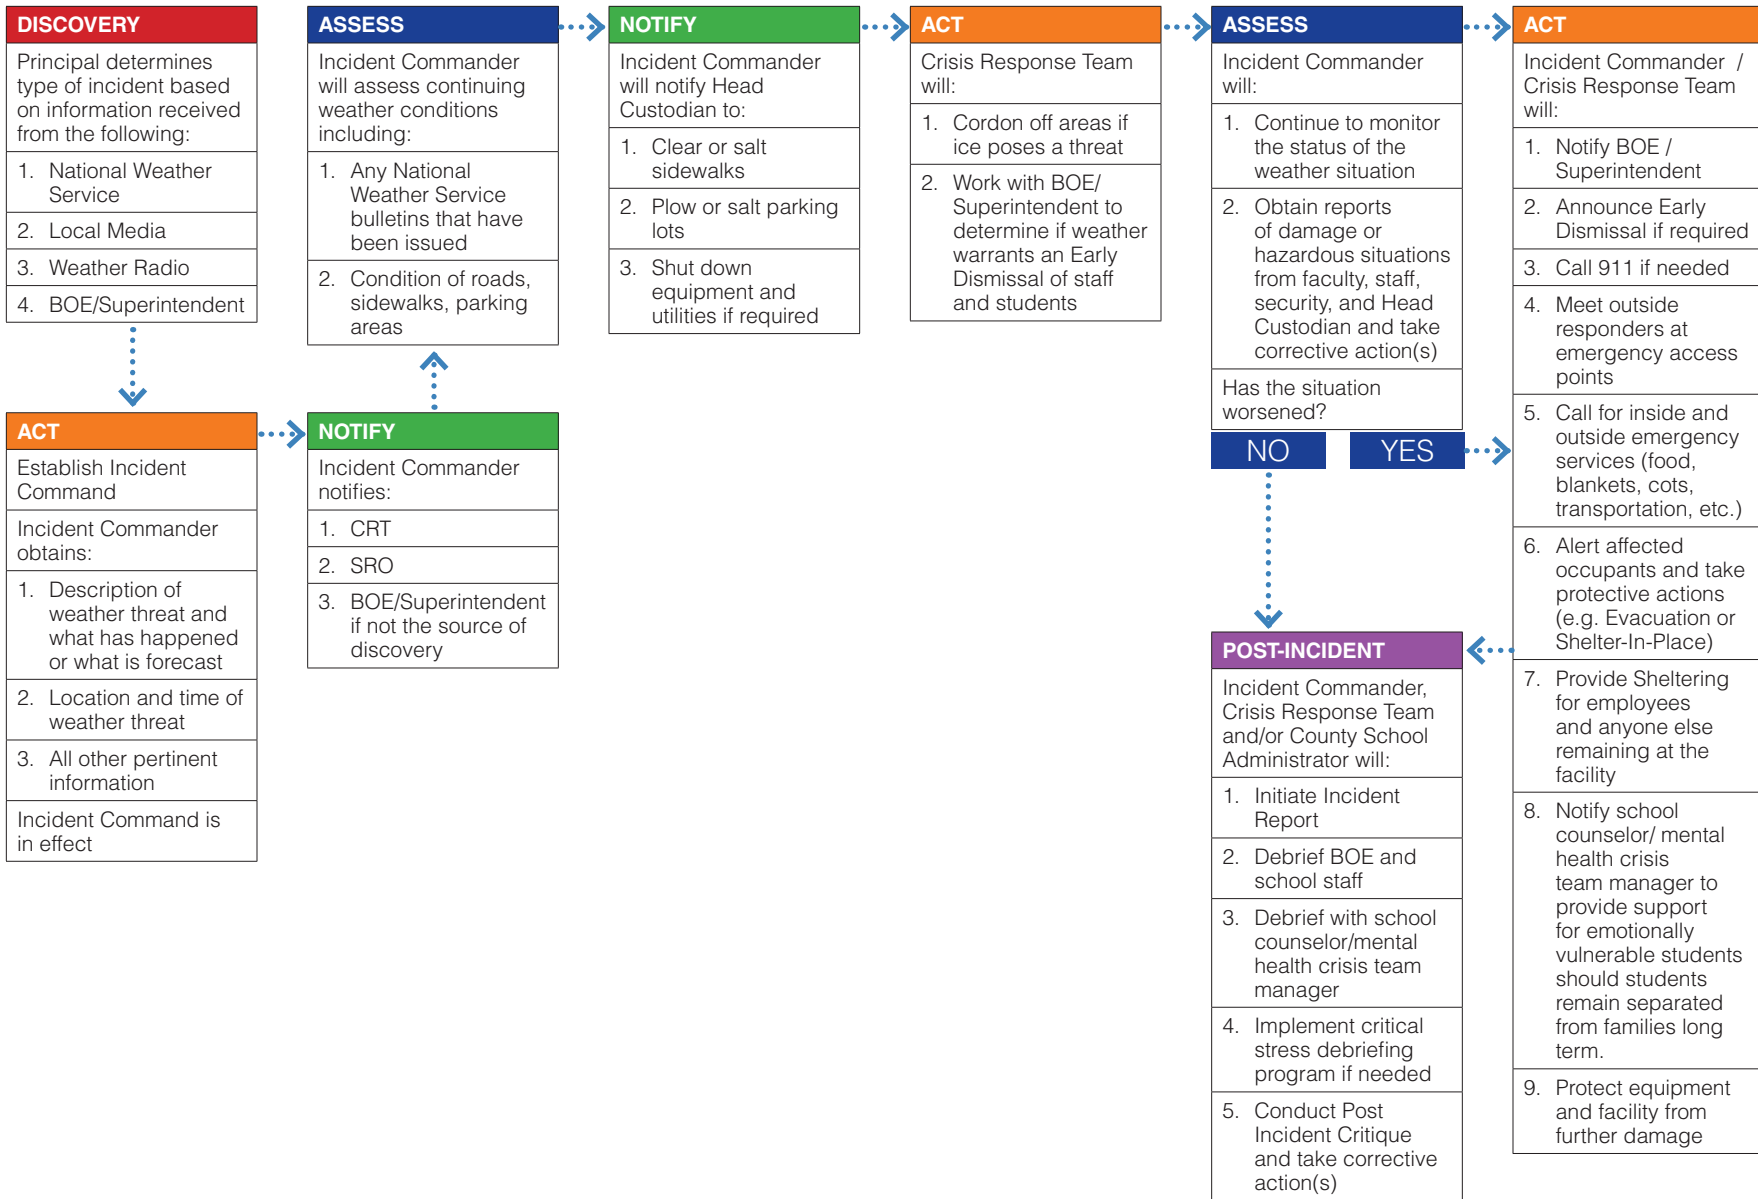 DISCOVERY
Principal determines
type of incident based
on information received
from the following:
1. National Weather
Service
2. Local Media
3. Weather Radio
4. BOE/Superintendent
ACT
Establish Incident
Command
Incident Commander
obtains:
1. Description of
weather threat and
what has happened
or what is forecast
2. Location and time of
weather threat
3. All other pertinent
information
Incident Command is
in effect
NOTIFY
Incident Commander
notifies:
1. CRT
2. SRO
3. BOE/Superintendent
if not the source of
discovery
ASSESS
Incident Commander
will assess continuing
weather conditions
including:
1. Any National
Weather Service
bulletins that have
been issued
2. Condition of roads,
sidewalks, parking
areas
NOTIFY
Incident Commander
will notify Head
Custodian to:
1. Clear or salt
sidewalks
2. Plow or salt parking
lots
3. Shut down
equipment and
utilities if required
ACT
Crisis Response Team
will:
1. Cordon off areas if
ice poses a threat
2. Work with BOE/
Superintendent to
determine if weather
warrants an Early
Dismissal of staff
and students
ASSESS
Incident Commander
will:
1. Continue to monitor
the status of the
weather situation
2. Obtain reports
of damage or
hazardous situations
from faculty, staff,
security, and Head
Custodian and take
corrective action(s)
Has the situation
worsened?
NO
YES
ACT
Incident Commander /
Crisis Response Team
will:
1. Notify BOE /
Superintendent
2. Announce Early
Dismissal if required
3. Call 911 if needed
4. Meet outside
responders at
emergency access
points
5. Call for inside and
outside emergency
services (food,
blankets, cots,
transportation, etc.)
6. Alert affected
occupants and take
protective actions
(e.g. Evacuation or
Shelter-In-Place)
7. Provide Sheltering
for employees
and anyone else
remaining at the
facility
8. Notify school
counselor/ mental
health crisis
team manager to
provide support
for emotionally
vulnerable students
should students
remain separated
from families long
term.
9. Protect equipment
and facility from
further damage
POST-INCIDENT
Incident Commander,
Crisis Response Team
and/or County School
Administrator will:
1. Initiate Incident
Report
2. Debrief BOE and
school staff
3. Debrief with school
counselor/mental
health crisis team
manager
4. Implement critical
stress debriefing
program if needed
5. Conduct Post
Incident Critique
and take corrective
action(s)